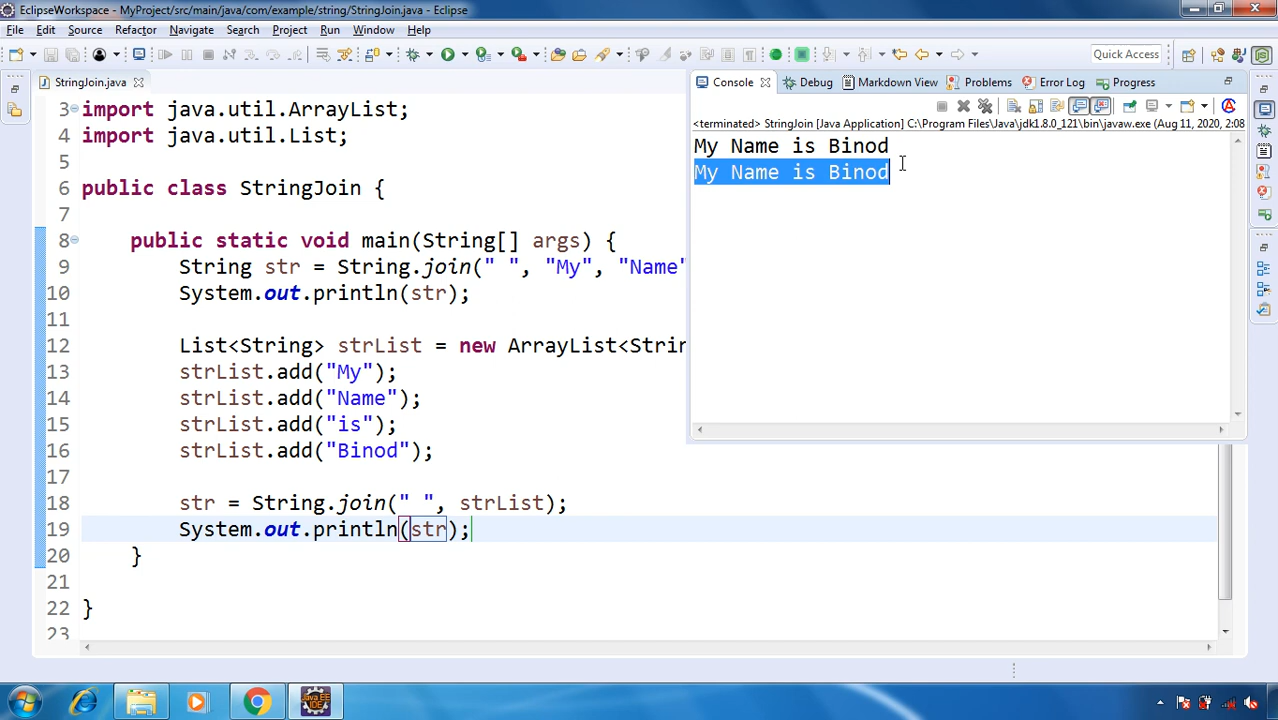 EclipseWorkspace - MyProject/src/main/java/com/example/string/StringJoin.java - Eclipse
File Edit Source Refactor Navigate Search Project Run Window Help
Quick Access
StringJoin.java
3 import java.util.ArrayList;
4 import java.util.List;
5
6 public class StringJoin {
7
8 public static void main(String[] args) {
9 String str = String.join(" ", "My", "Name"
10 System.out.println(str);
11
12 List<String> strList = new ArrayList<Strin
13 strList.add("My");
14 strList.add("Name");
15 strList.add("is");
16 strList.add("Binod");
17
18 str = String.join(" ", strList);
19 System.out.println(str);
20 }
21
22 }
23
Console Debug Markdown View Problems Error Log Progress
<terminated> StringJoin [Java Application] C:\Program Files\Java\jdk1.8.0_121\bin\javaw.exe (Aug 11, 2020, 2:08
My Name is Binod
My Name is Binod
Java EE
IDE